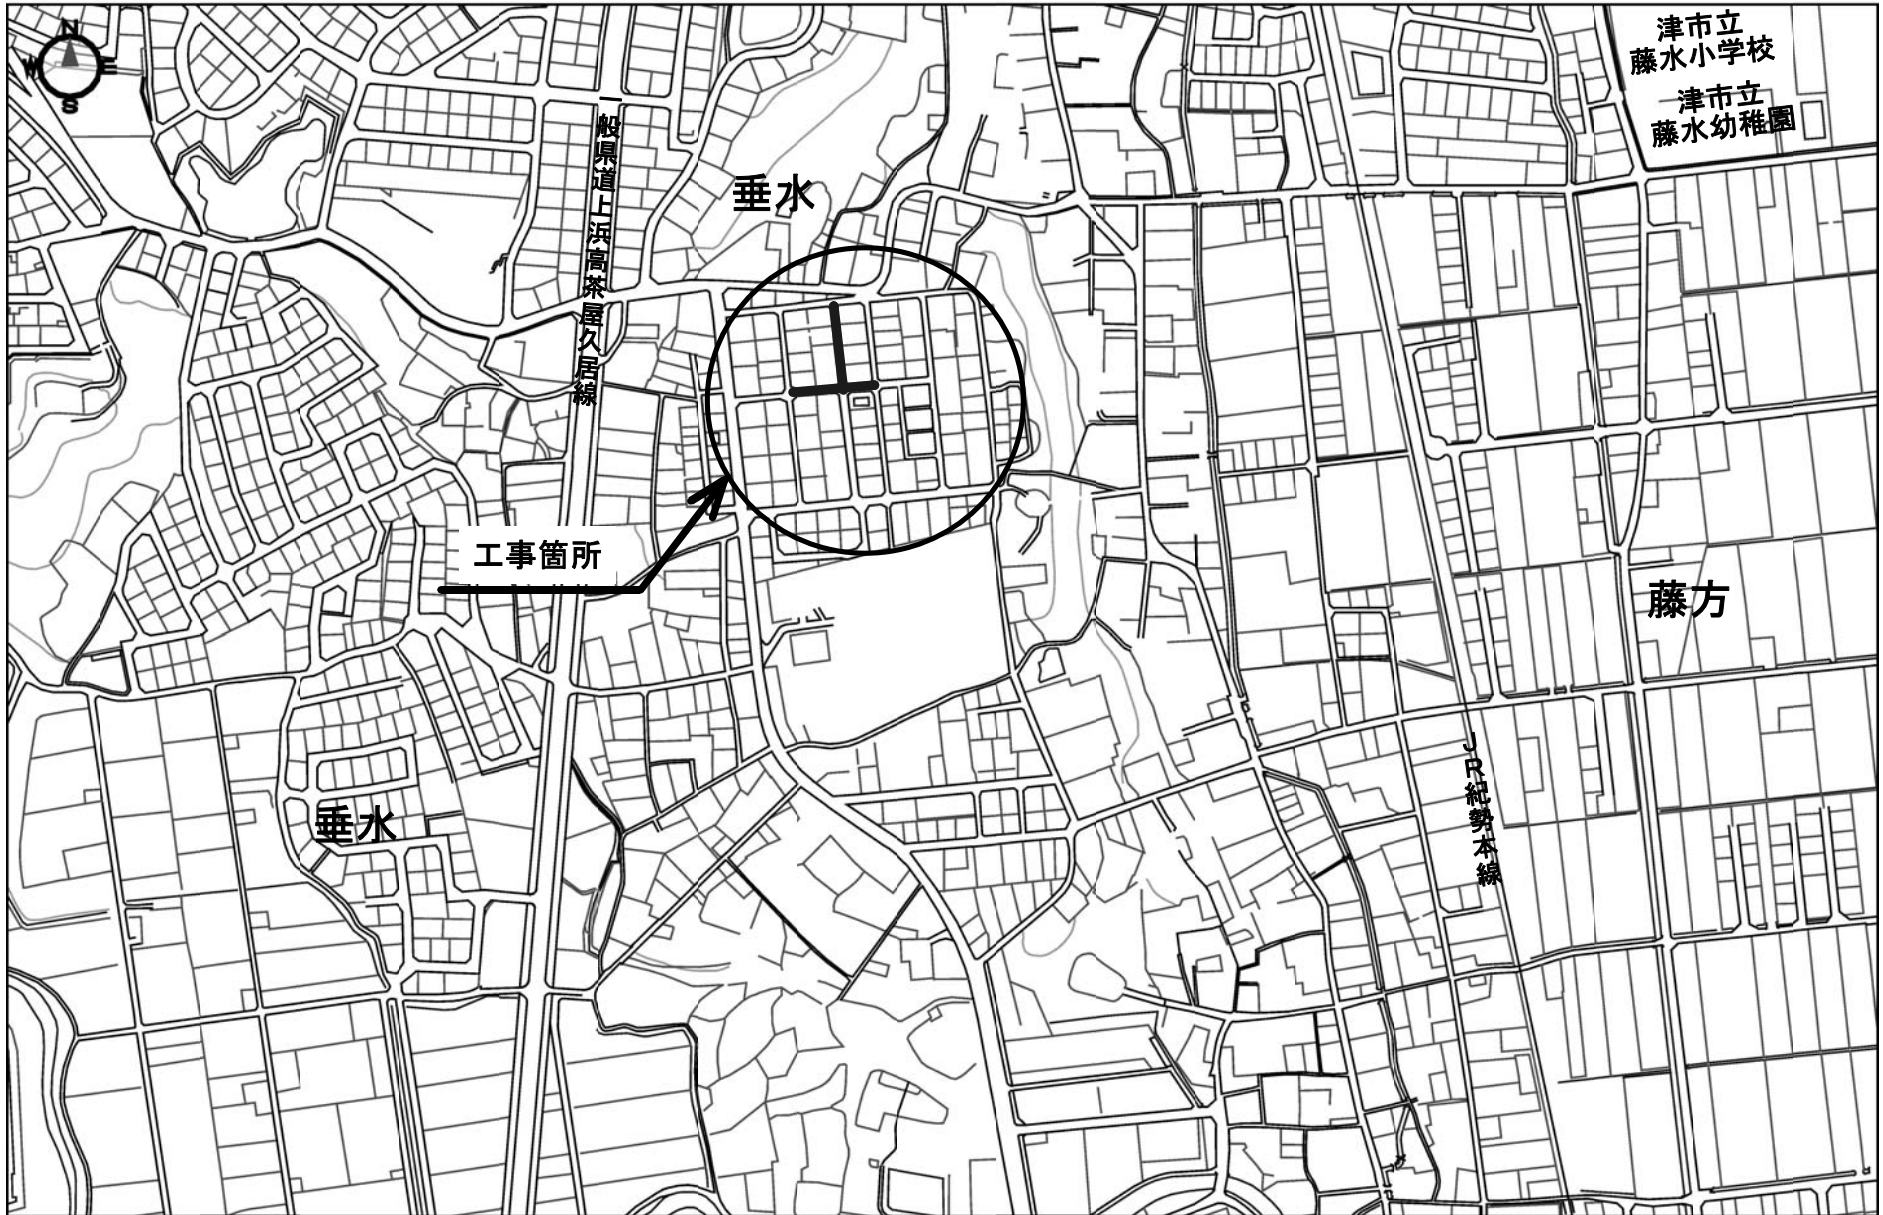 N
W
E
S
津市立
藤水小学校
津市立
藤水幼稚園
一般県道上浜高茶屋久居線
垂水
工事箇所
藤方
垂水
JR紀勢本線